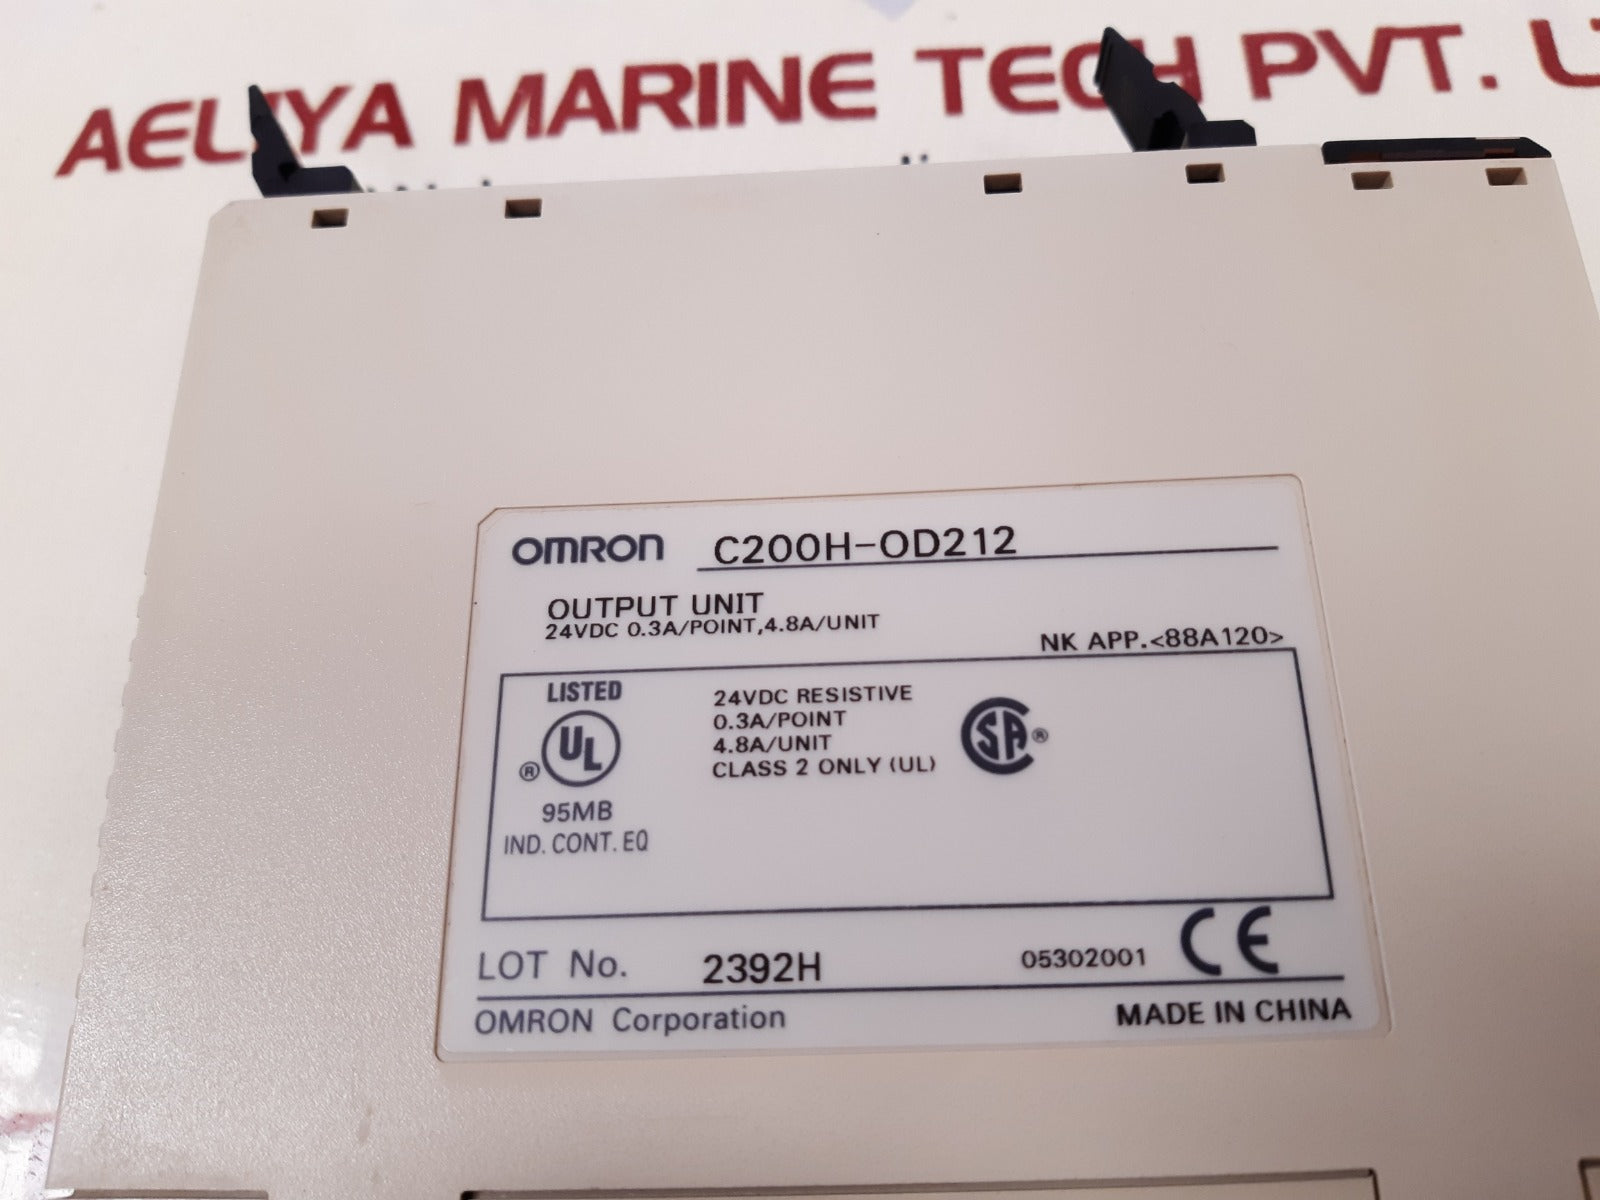 AELIYA MARINE TECH PVT. LT
OMRON C200H-OD212
OUTPUT UNIT
24VDC 0.3A/POINT,4.8A/UNIT
NK APP.<88A120>
LISTED
UL
®
95MB
IND. CONT. EQ
24VDC RESISTIVE
0.3A/POINT
4.8A/UNIT
CLASS 2 ONLY (UL)
SA ®
LOT No. 2392H 05302001 CE
OMRON Corporation MADE IN CHINA